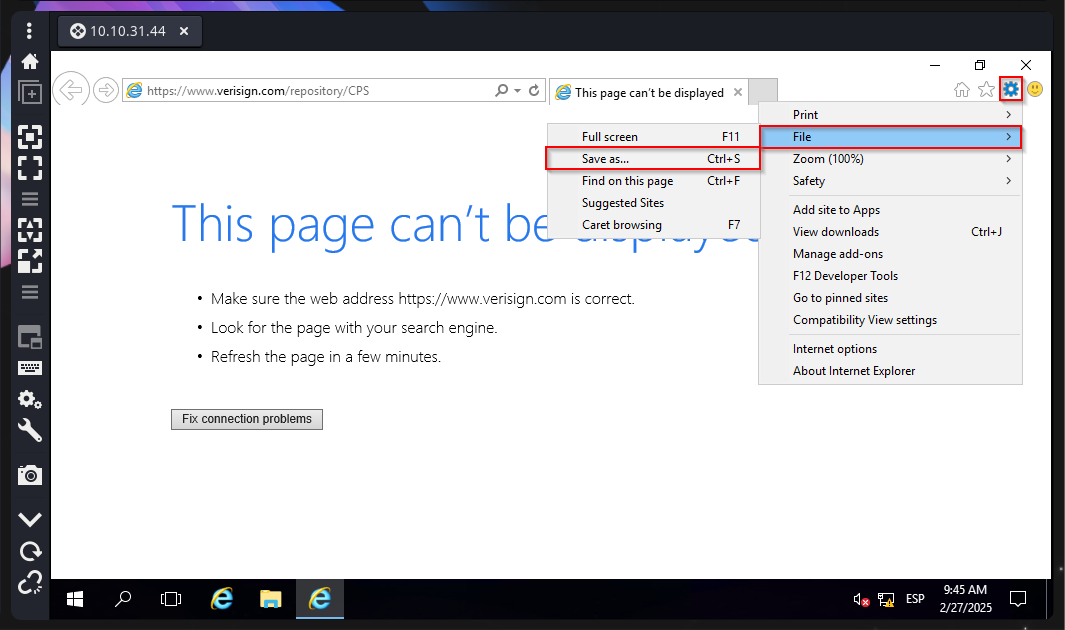 10.10.31.44
https://www.verisign.com/repository/CPS
This page can't be displayed
Print
File
Zoom (100%)
Safety
Add site to Apps
View downloads Ctrl+J
Manage add-ons
F12 Developer Tools
Go to pinned sites
Compatibility View settings
Internet options
About Internet Explorer
Full screen F11
Save as... Ctrl+S
Find on this page Ctrl+F
Suggested Sites
Caret browsing F7
This page can't be displayed
• Make sure the web address https://www.verisign.com is correct.
• Look for the page with your search engine.
• Refresh the page in a few minutes.
Fix connection problems
ESP
9:45 AM
2/27/2025